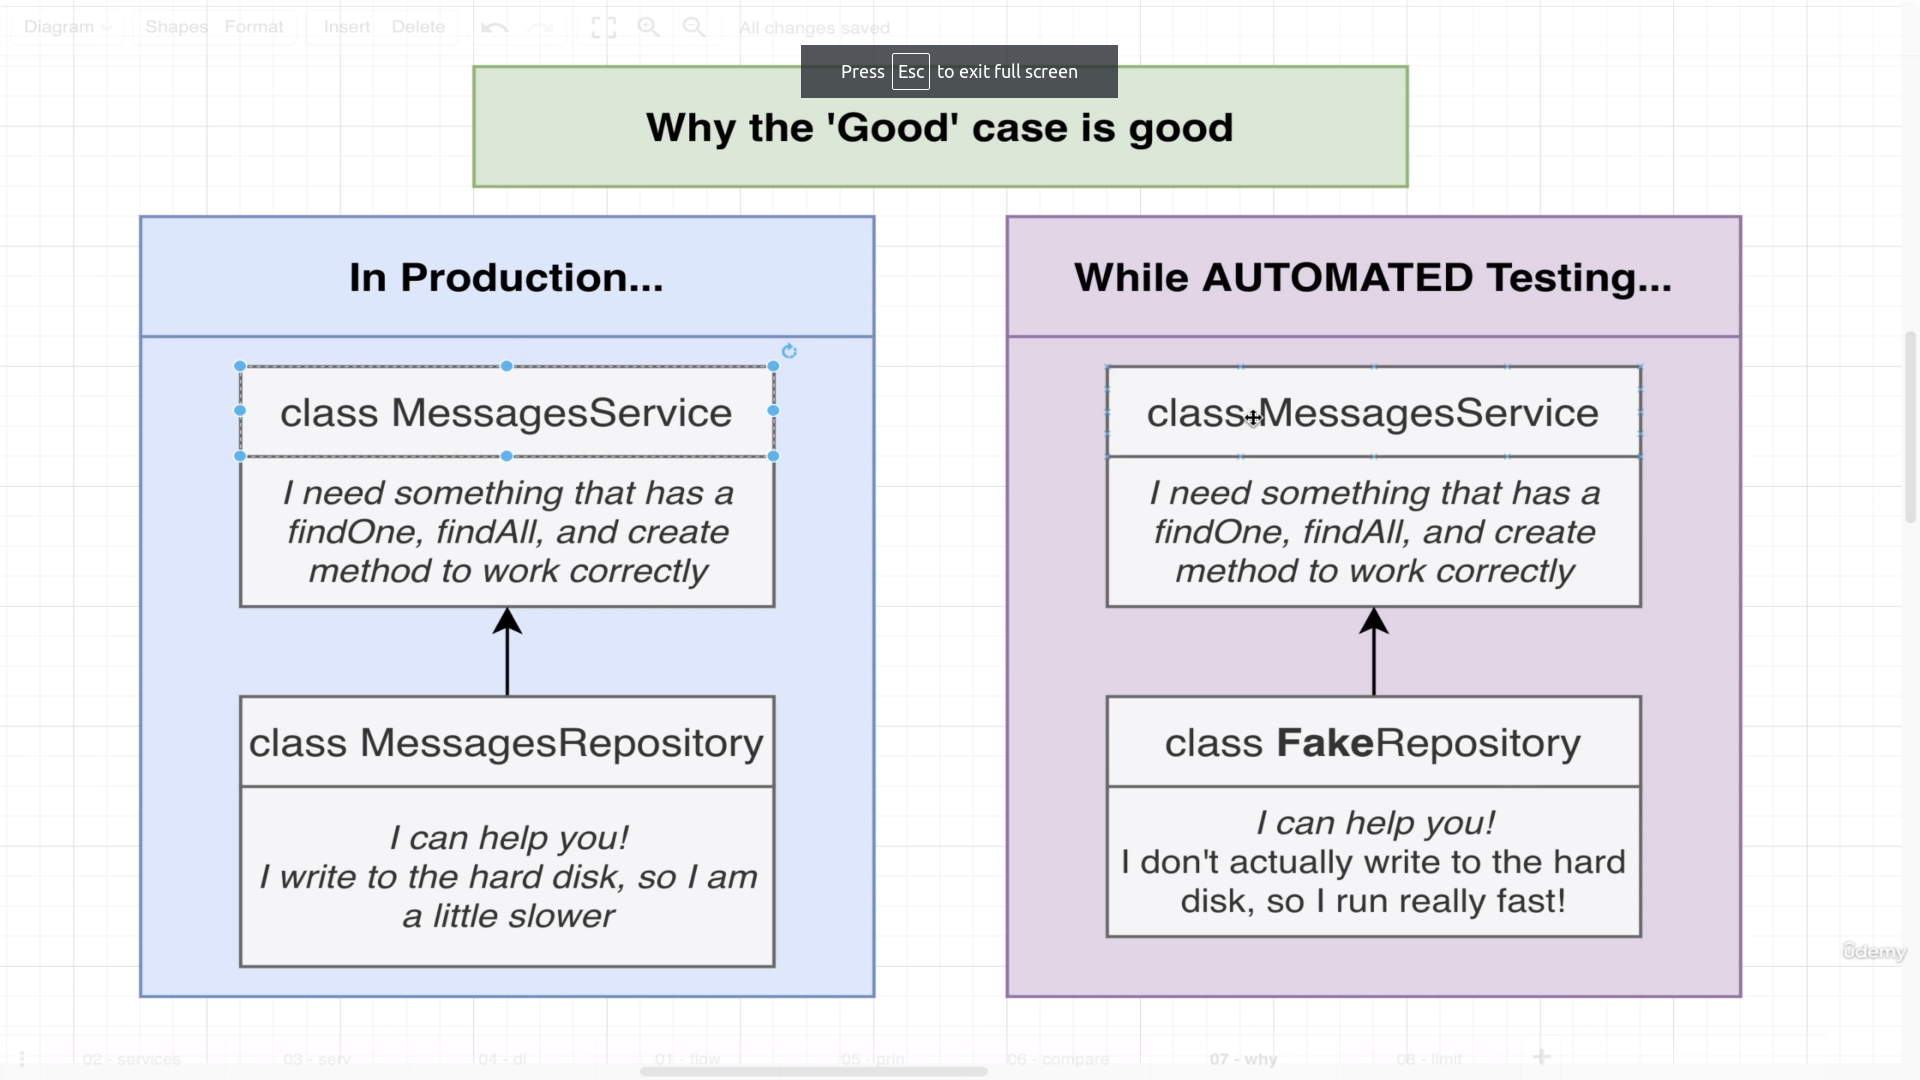 Diagram Shapes Format Insert Delete All changes saved
Press Esc to exit full screen
Why the 'Good' case is good
In Production...
class MessagesService
I need something that has a
findOne, findAll, and create
method to work correctly
class MessagesRepository
I can help you!
I write to the hard disk, so I am
a little slower
While AUTOMATED Testing...
class MessagesService
I need something that has a
findOne, findAll, and create
method to work correctly
class FakeRepository
I can help you!
I don't actually write to the hard
disk, so I run really fast!
ûdemy
02 - services 03 - serv 04 - di 01 - flow 05 - prin 06 - compare 07 - why 08 - limit